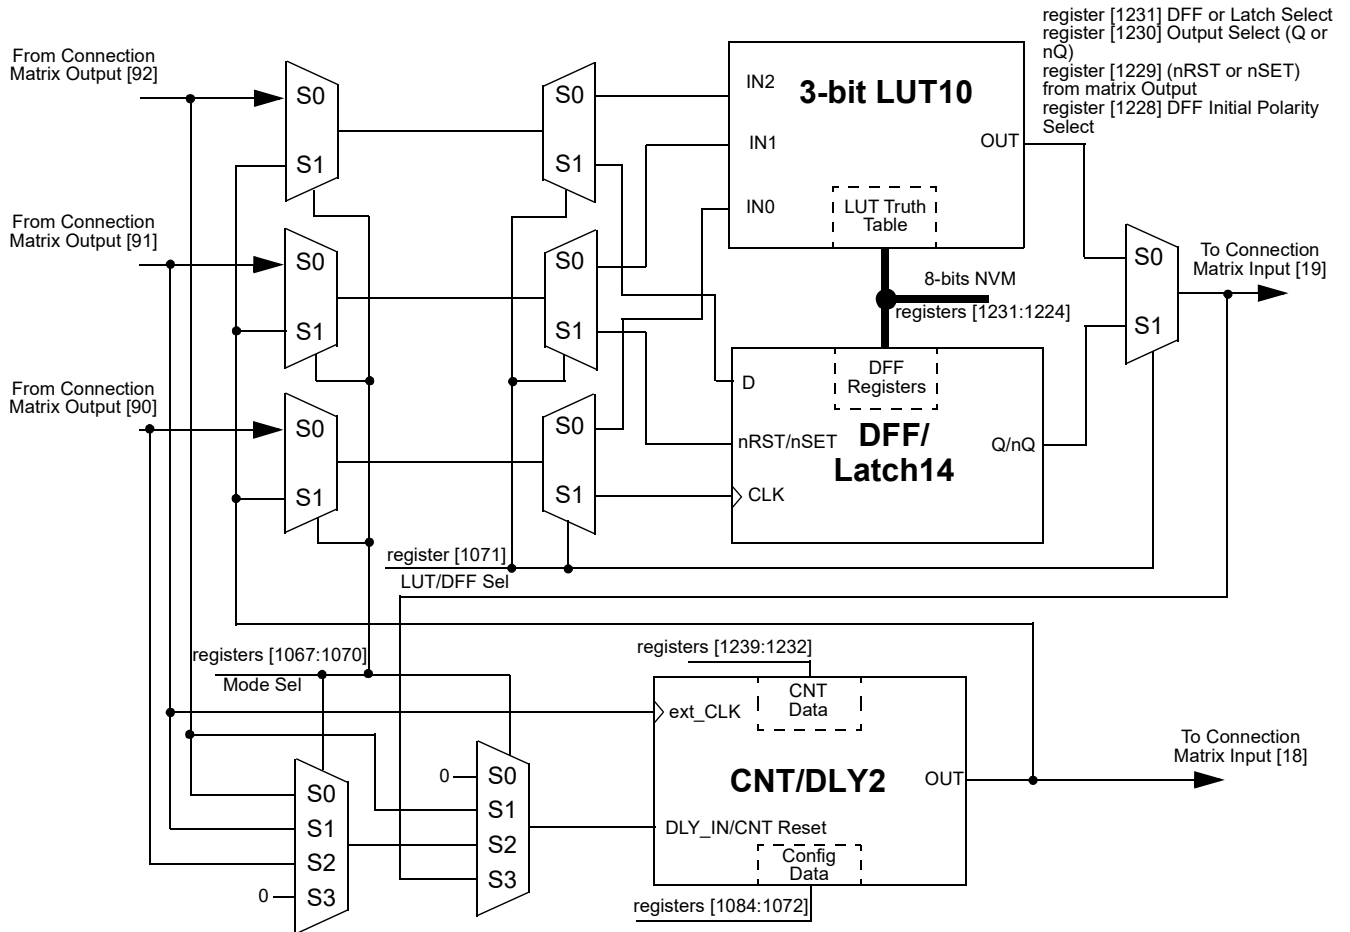 register [1231] DFF or Latch Select
register [1230] Output Select (Q or
nQ)
register [1229] (nRST or nSET)
from matrix Output
register [1228] DFF Initial Polarity
Select
From Connection
Matrix Output [92]
S0
S1
S0
S1
IN2
3-bit LUT10
IN1
OUT
IN0
LUT Truth
Table
From Connection
Matrix Output [91]
S0
S1
S0
S1
8-bits NVM
registers [1231:1224]
S0
S1
To Connection
Matrix Input [19]
From Connection
Matrix Output [90]
S0
S1
S0
S1
DFF
Registers
D
nRST/nSET
DFF/
Latch14
Q/nQ
CLK
register [1071]
LUT/DFF Sel
registers [1067:1070]
Mode Sel
registers [1239:1232]
CNT
Data
ext_CLK
CNT/DLY2
OUT
To Connection
Matrix Input [18]
DLY_IN/CNT Reset
Config
Data
registers [1084:1072]
S0
S1
S2
0
S3
0
S0
S1
S2
S3